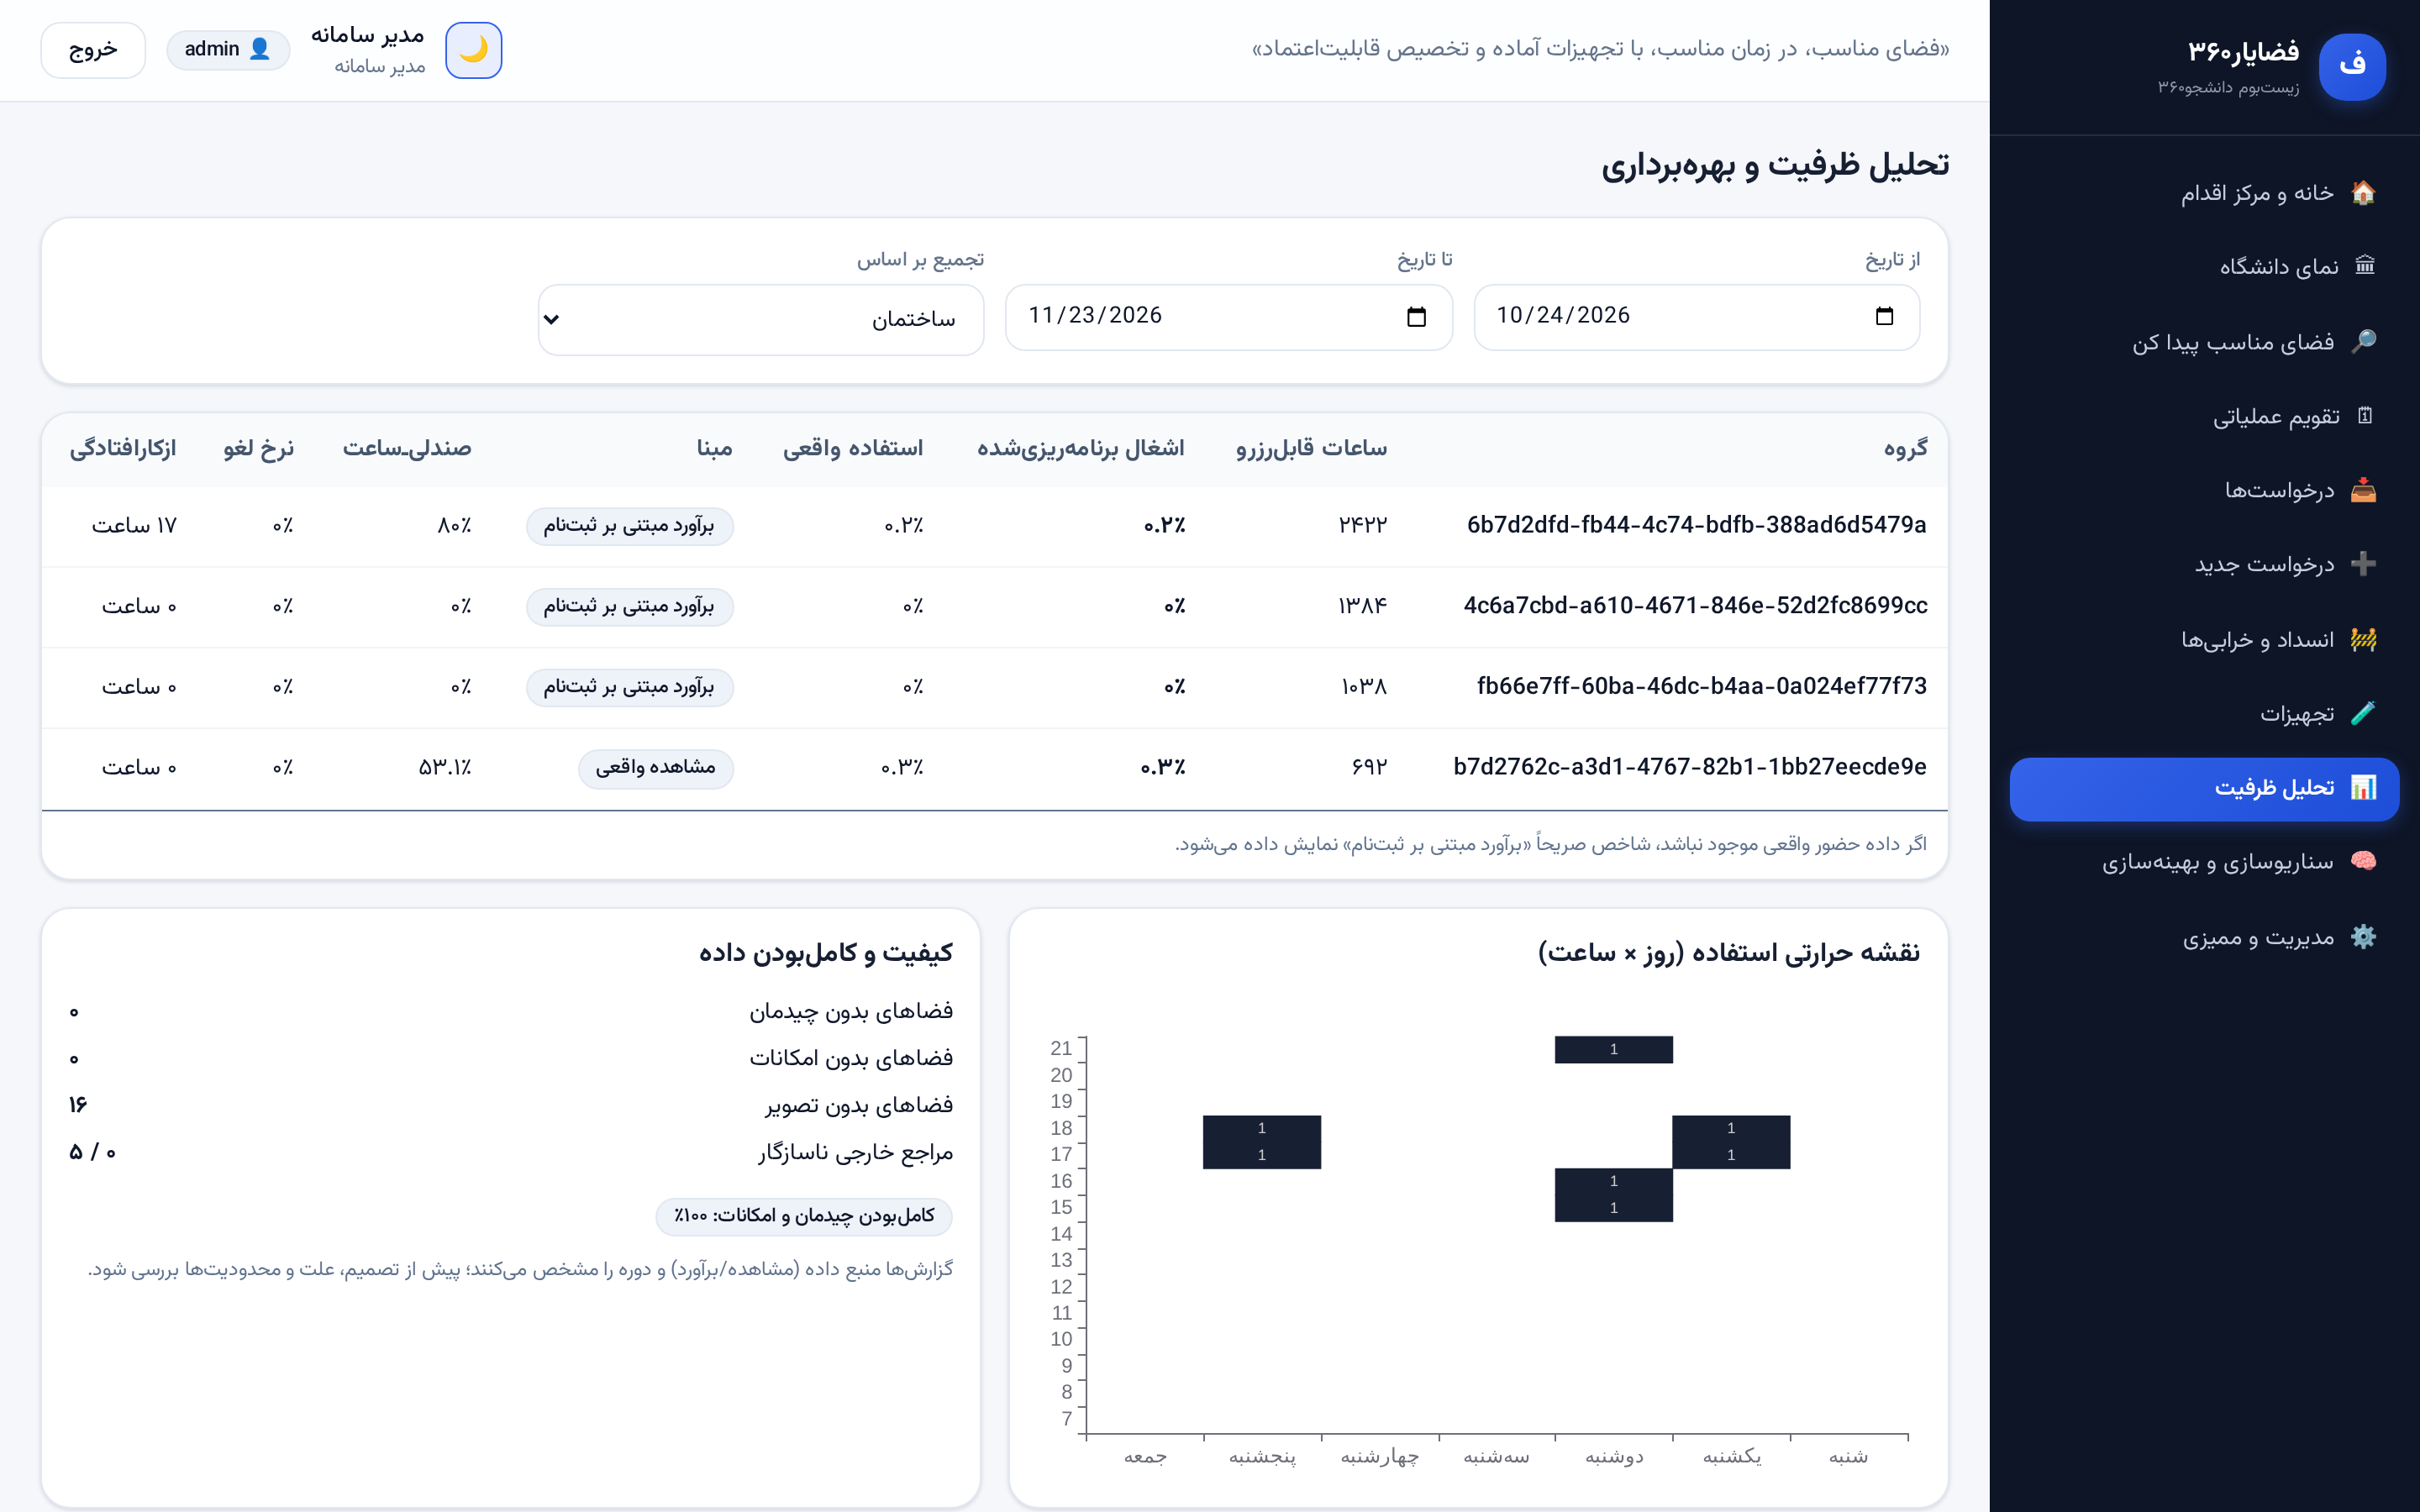 ف
فضایار۳۶۰
زیست‌بوم دانشجو۳۶۰
خانه و مرکز اقدام
نمای دانشگاه
فضای مناسب پیدا کن
تقویم عملیاتی
درخواست‌ها
درخواست جدید
انسداد و خرابی‌ها
تجهیزات
تحلیل ظرفیت
سناریوسازی و بهینه‌سازی
مدیریت و ممیزی
«فضای مناسب، در زمان مناسب، با تجهیزات آماده و تخصیص قابلیت‌اعتماد»
مدیر سامانه
مدیر سامانه
admin
خروج
تحلیل ظرفیت و بهره‌برداری
از تاریخ
10/24/2026
تا تاریخ
11/23/2026
تجمیع بر اساس
ساختمان
گروه ساعات قابل‌رزرو اشغال برنامه‌ریزی‌شده استفاده واقعی مبنا صندلی‌ـساعت نرخ لغو ازکارافتادگی
6b7d2dfd-fb44-4c74-bdfb-388ad6d5479a ۲۴۲۲ ۰.۲٪ ۰.۲٪ برآورد مبتنی بر ثبت‌نام ۸۰٪ ۰٪ ۱۷ ساعت
4c6a7cbd-a610-4671-846e-52d2fc8699cc ۱۳۸۴ ۰٪ ۰٪ برآورد مبتنی بر ثبت‌نام ۰٪ ۰٪ ۰ ساعت
fb66e7ff-60ba-46dc-b4aa-0a024ef77f73 ۱۰۳۸ ۰٪ ۰٪ برآورد مبتنی بر ثبت‌نام ۰٪ ۰٪ ۰ ساعت
b7d2762c-a3d1-4767-82b1-1bb27eecde9e ۶۹۲ ۰.۳٪ ۰.۳٪ مشاهده واقعی ۵۳.۱٪ ۰٪ ۰ ساعت
اگر داده حضور واقعی موجود نباشد، شاخص صریحاً «برآورد مبتنی بر ثبت‌نام» نمایش داده می‌شود.
نقشه حرارتی استفاده (روز × ساعت)
21 1
20
19
18 1 1
17 1 1
16 1
15 1
14
13
12
11
10
9
8
7
شنبه یکشنبه دوشنبه سه‌شنبه چهارشنبه پنجشنبه جمعه
کیفیت و کامل‌بودن داده
فضاهای بدون چیدمان ۰
فضاهای بدون امکانات ۰
فضاهای بدون تصویر ۱۶
مراجع خارجی ناسازگار ۰ / ۵
کامل‌بودن چیدمان و امکانات: ۱۰۰٪
گزارش‌ها منبع داده (مشاهده/برآورد) و دوره را مشخص می‌کنند؛ پیش از تصمیم، علت و محدودیت‌ها بررسی شود.